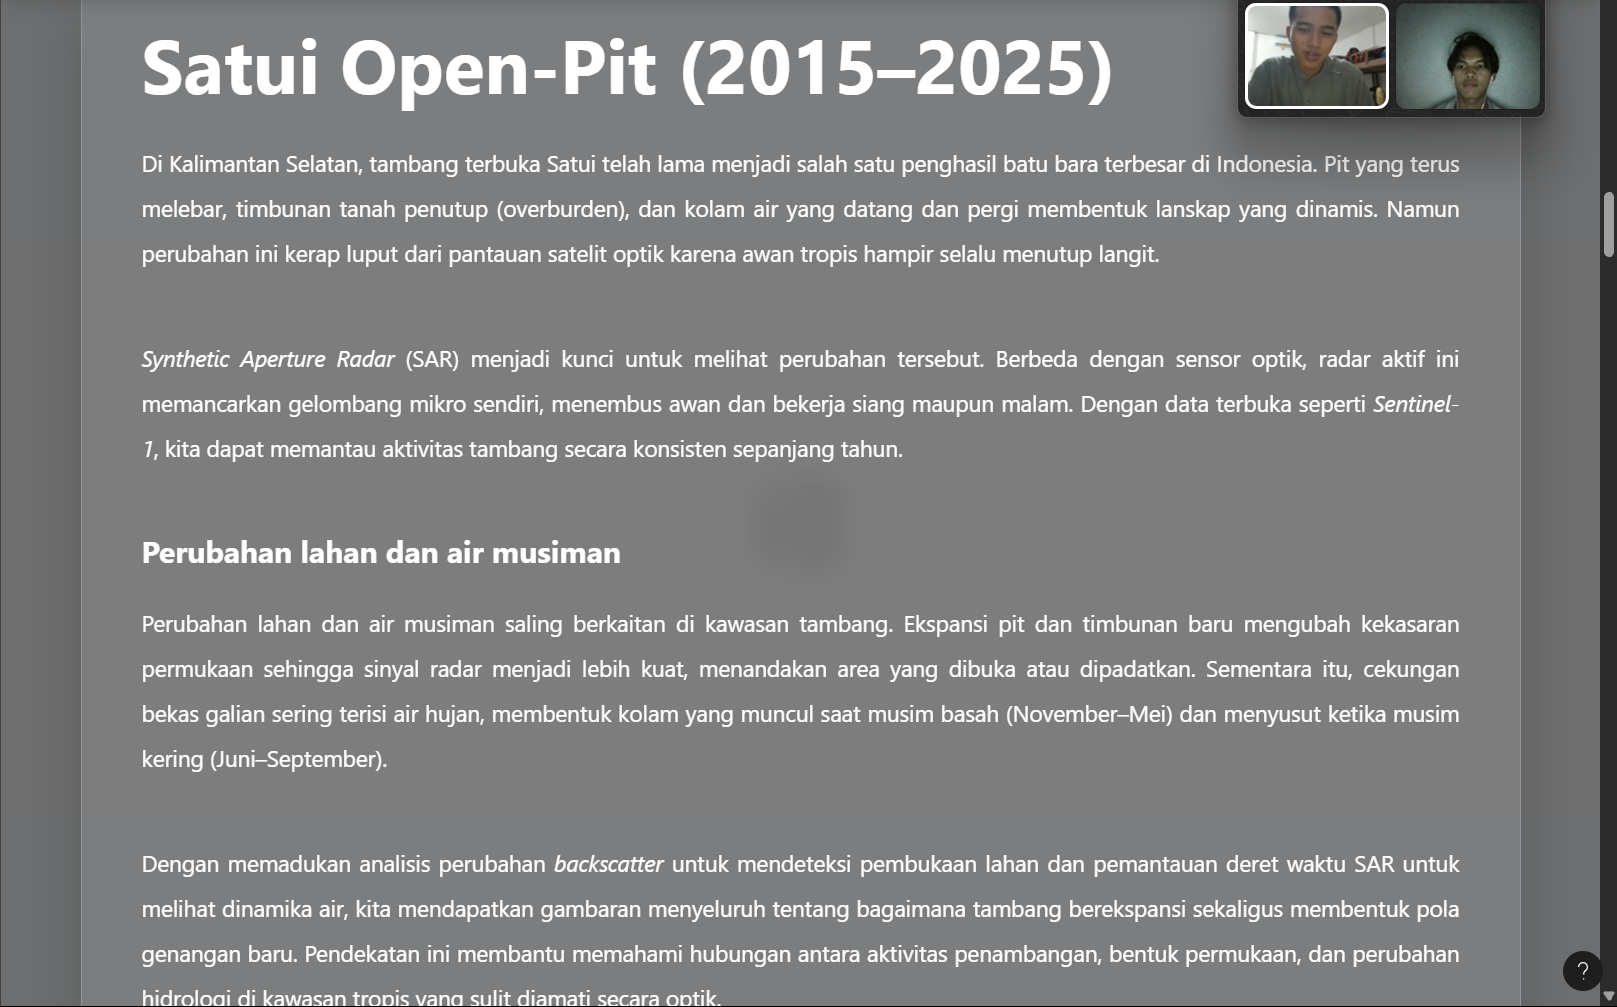 Satui Open-Pit (2015–2025)
Di Kalimantan Selatan, tambang terbuka Satui telah lama menjadi salah satu penghasil batu bara terbesar di Indonesia. Pit yang terus
melebar, timbunan tanah penutup (overburden), dan kolam air yang datang dan pergi membentuk lanskap yang dinamis. Namun
perubahan ini kerap luput dari pantauan satelit optik karena awan tropis hampir selalu menutup langit.
Synthetic Aperture Radar (SAR) menjadi kunci untuk melihat perubahan tersebut. Berbeda dengan sensor optik, radar aktif ini
memancarkan gelombang mikro sendiri, menembus awan dan bekerja siang maupun malam. Dengan data terbuka seperti Sentinel-
1, kita dapat memantau aktivitas tambang secara konsisten sepanjang tahun.
Perubahan lahan dan air musiman
Perubahan lahan dan air musiman saling berkaitan di kawasan tambang. Ekspansi pit dan timbunan baru mengubah kekasaran
permukaan sehingga sinyal radar menjadi lebih kuat, menandakan area yang dibuka atau dipadatkan. Sementara itu, cekungan
bekas galian sering terisi air hujan, membentuk kolam yang muncul saat musim basah (November–Mei) dan menyusut ketika musim
kering (Juni–September).
Dengan memadukan analisis perubahan backscatter untuk mendeteksi pembukaan lahan dan pemantauan deret waktu SAR untuk
melihat dinamika air, kita mendapatkan gambaran menyeluruh tentang bagaimana tambang berekspansi sekaligus membentuk pola
genangan baru. Pendekatan ini membantu memahami hubungan antara aktivitas penambangan, bentuk permukaan, dan perubahan
hidrologi di kawasan tropis yang sulit diamati secara optik.
?